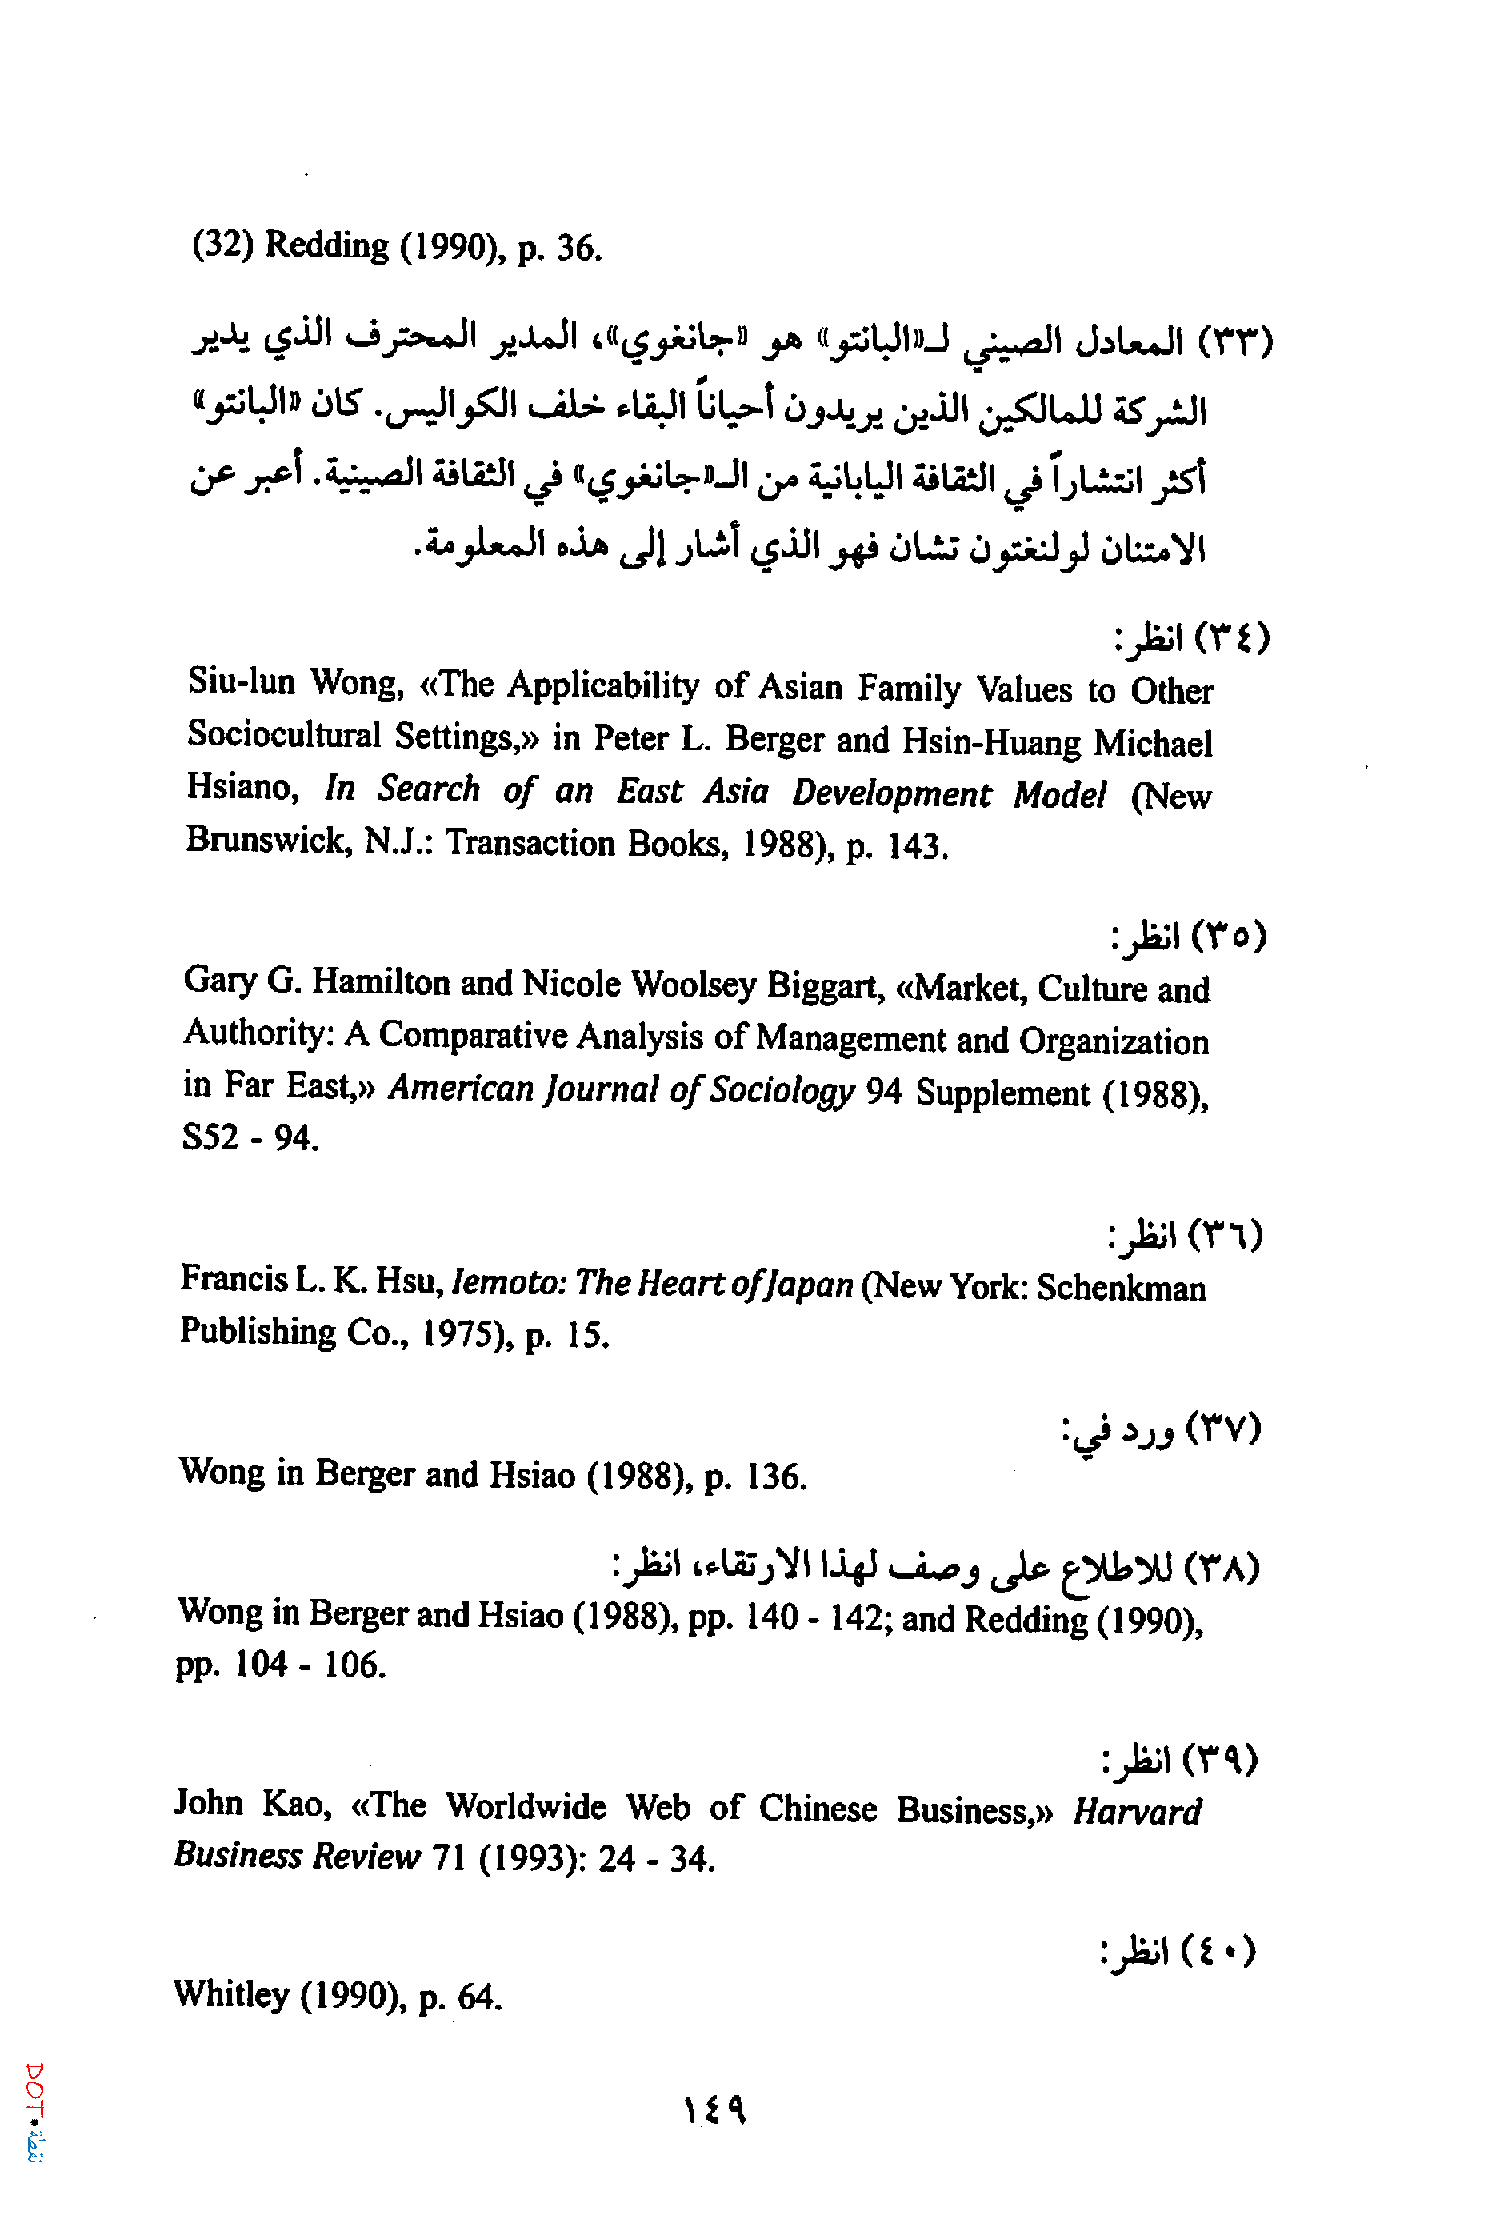 (32) Redding (1990), p. 36.
(٣٣) المعادل الصيني لـ«البانتو» هو «جانغوي»، المدير المحترف الذي يدير
الشركة للمالكين الذين يريدون أحياناً البقاء خلف الكواليس. كان «البانتو»
أكثر انتشاراً في الثقافة اليابانية من الـ«جانغوي» في الثقافة الصينية. أعبر عن
الامتنان لولنغتون تشان فهو الذي أشار إلى هذه المعلومة.
(٣٤) انظر:
Siu-lun Wong, «The Applicability of Asian Family Values to Other
Sociocultural Settings,» in Peter L. Berger and Hsin-Huang Michael
Hsiano, In Search of an East Asia Development Model (New
Brunswick, N.J.: Transaction Books, 1988), p. 143.
(٣٥) انظر:
Gary G. Hamilton and Nicole Woolsey Biggart, «Market, Culture and
Authority: A Comparative Analysis of Management and Organization
in Far East,» American Journal of Sociology 94 Supplement (1988),
S52 - 94.
(٣٦) انظر:
Francis L. K. Hsu, Iemoto: The Heart of Japan (New York: Schenkman
Publishing Co., 1975), p. 15.
(٣٧) ورد في:
Wong in Berger and Hsiao (1988), p. 136.
(٣٨) للاطلاع على وصف لهذا الارتقاء، انظر:
Wong in Berger and Hsiao (1988), pp. 140 - 142; and Redding (1990),
pp. 104 - 106.
(٣٩) انظر:
John Kao, «The Worldwide Web of Chinese Business,» Harvard
Business Review 71 (1993): 24 - 34.
(٤٠) انظر:
Whitley (1990), p. 64.
١٤٩
DOT•نقطة